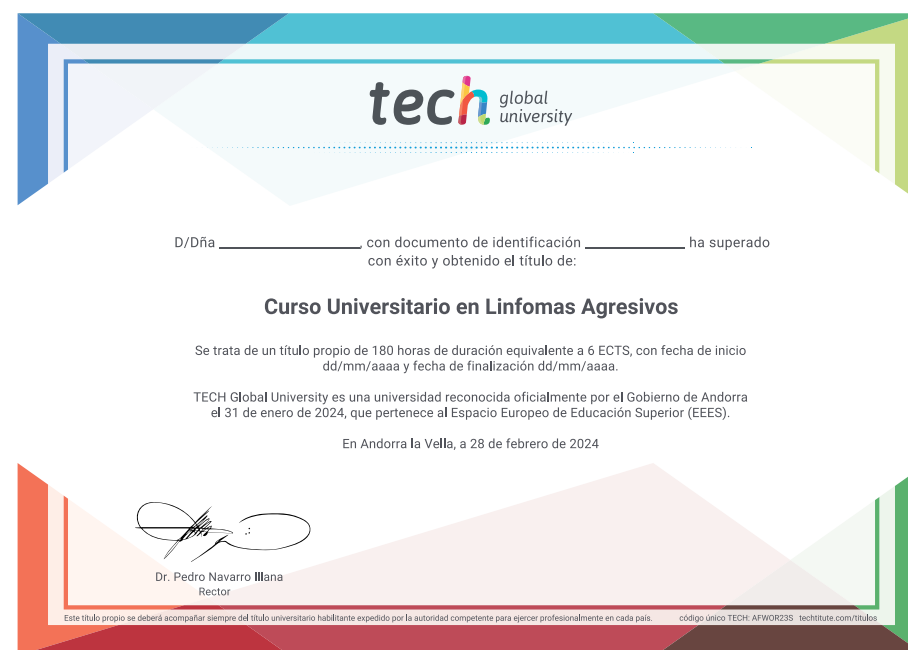 tech global university
D/Dña ________________, con documento de identificación ____________ ha superado
con éxito y obtenido el título de:
Curso Universitario en Linfomas Agresivos
Se trata de un título propio de 180 horas de duración equivalente a 6 ECTS, con fecha de inicio
dd/mm/aaaa y fecha de finalización dd/mm/aaaa.
TECH Global University es una universidad reconocida oficialmente por el Gobierno de Andorra
el 31 de enero de 2024, que pertenece al Espacio Europeo de Educación Superior (EEES).
En Andorra la Vella, a 28 de febrero de 2024
Dr. Pedro Navarro Illana
Rector
Este título propio se deberá acompañar siempre del título universitario habilitante expedido por la autoridad competente para ejercer profesionalmente en cada país. código único TECH: AFWOR23S techtitute.com/titulos